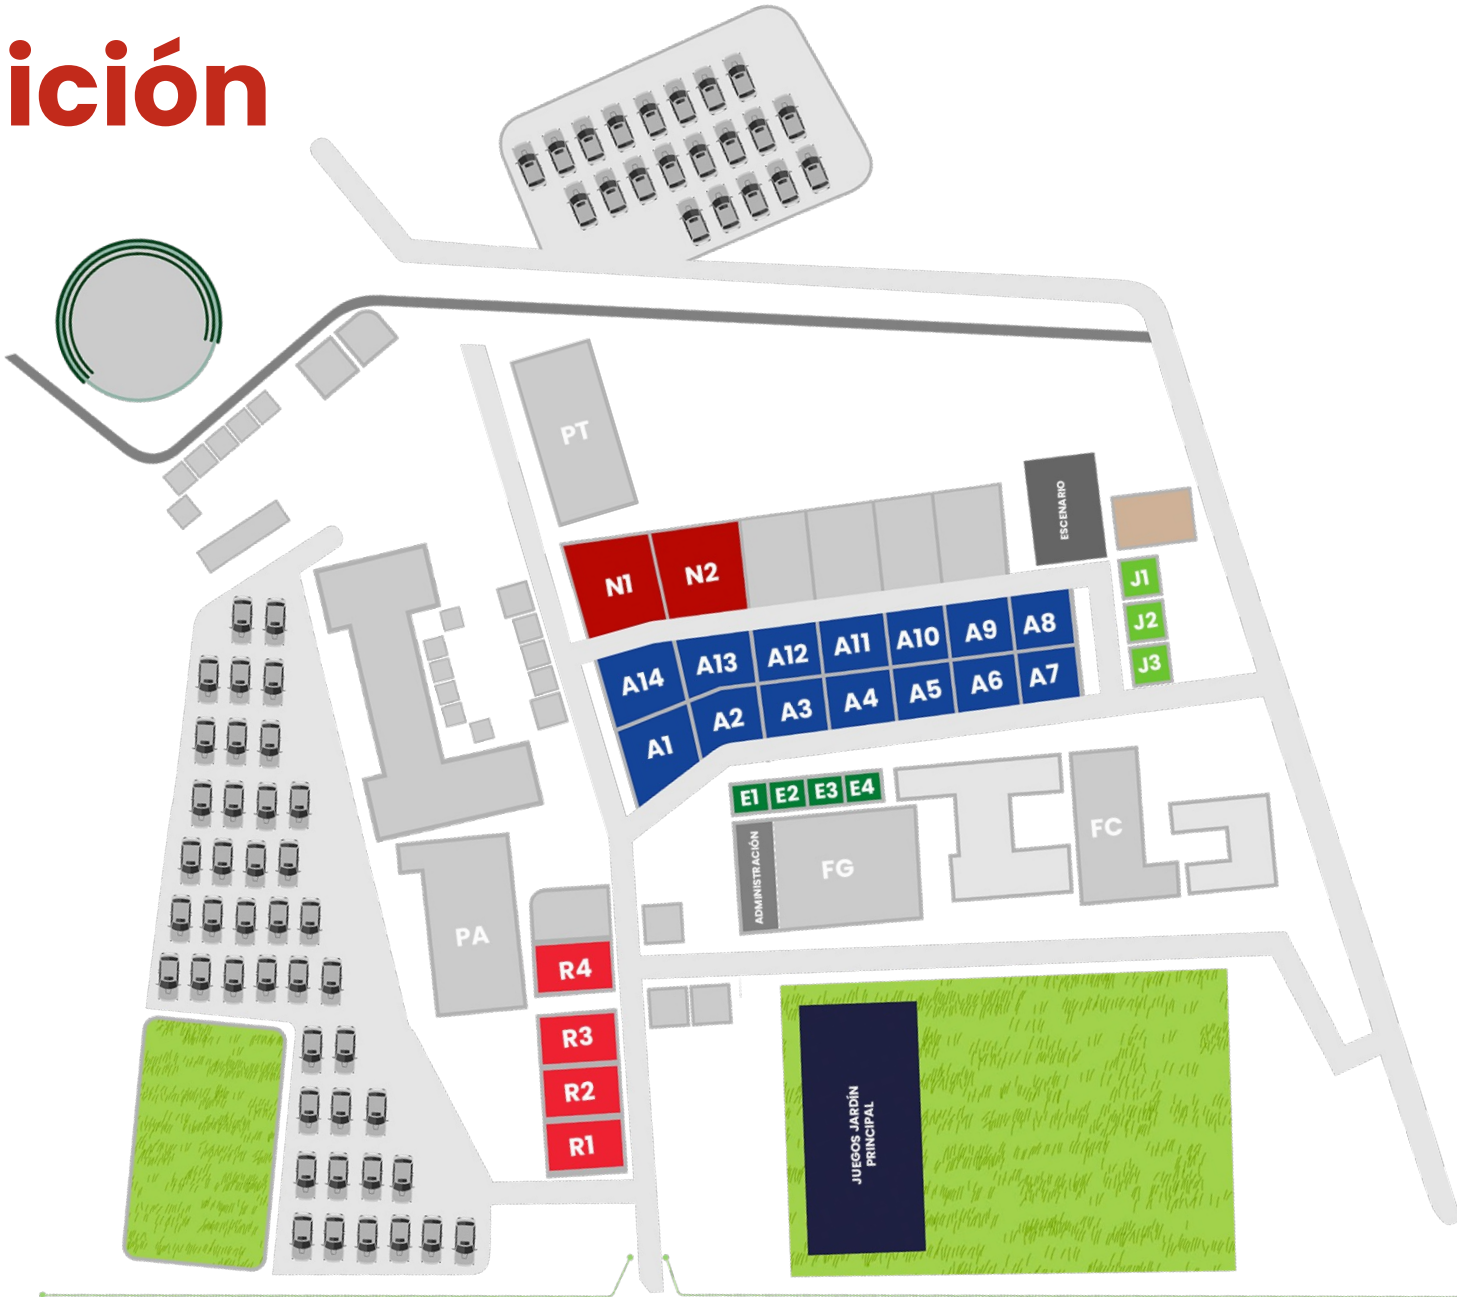 ición
PT
ESCENARIO
N1
N2
J1
J2
J3
A14
A13
A12
A11
A10
A9
A8
A1
A2
A3
A4
A5
A6
A7
E1
E2
E3
E4
ADMINISTRACIÓN
FG
FC
PA
R4
R3
R2
R1
JUEGOS JARDÍN
PRINCIPAL